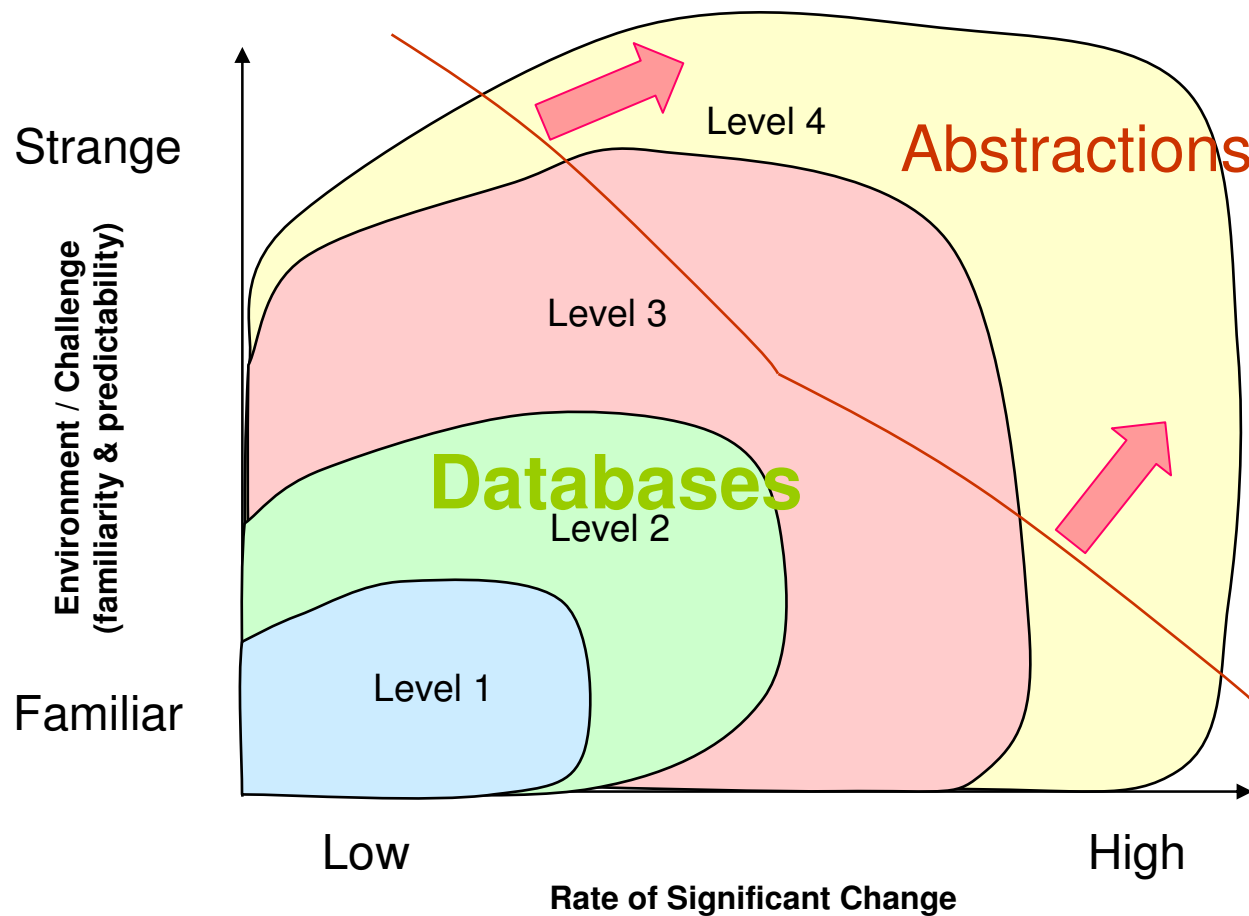 Level 4
Strange
Abstractions
Environment / Challenge
(familiarity & predictability)
Level 3
Databases
Level 2
Level 1
Familiar
Low
High
Rate of Significant Change